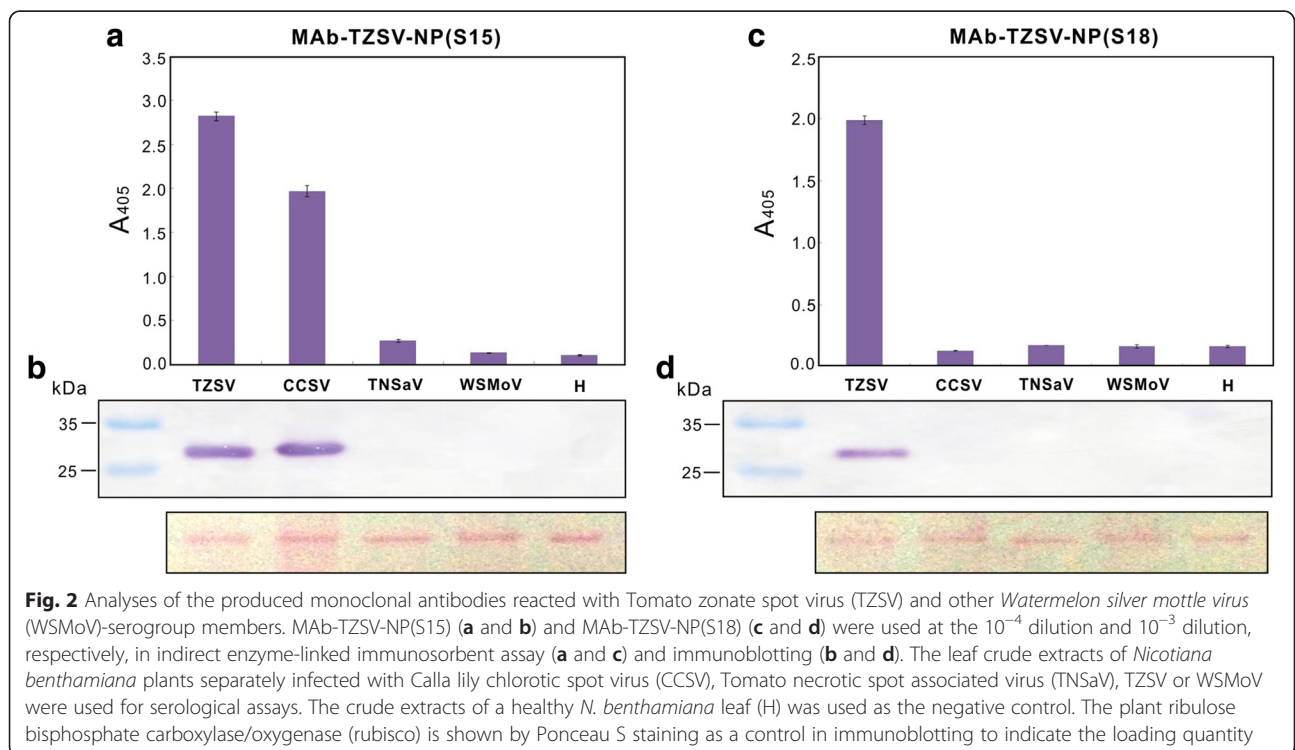 a
MAb-TZSV-NP(S15)
3.5
3.0
2.5
2.0
1.5
1.0
0.5
0.0
A405
TZSV CCSV TNSaV WSMoV H
b
kDa
35
25
c
MAb-TZSV-NP(S18)
2.5
2.0
1.5
1.0
0.5
0.0
A405
TZSV CCSV TNSaV WSMoV H
d
kDa
35
25
Fig. 2 Analyses of the produced monoclonal antibodies reacted with Tomato zonate spot virus (TZSV) and other Watermelon silver mottle virus
(WSMoV)-serogroup members. MAb-TZSV-NP(S15) (a and b) and MAb-TZSV-NP(S18) (c and d) were used at the 10⁻⁴ dilution and 10⁻³ dilution,
respectively, in indirect enzyme-linked immunosorbent assay (a and c) and immunoblotting (b and d). The leaf crude extracts of Nicotiana
benthamiana plants separately infected with Calla lily chlorotic spot virus (CCSV), Tomato necrotic spot associated virus (TNSaV), TZSV or WSMoV
were used for serological assays. The crude extracts of a healthy N. benthamiana leaf (H) was used as the negative control. The plant ribulose
bisphosphate carboxylase/oxygenase (rubisco) is shown by Ponceau S staining as a control in immunoblotting to indicate the loading quantity